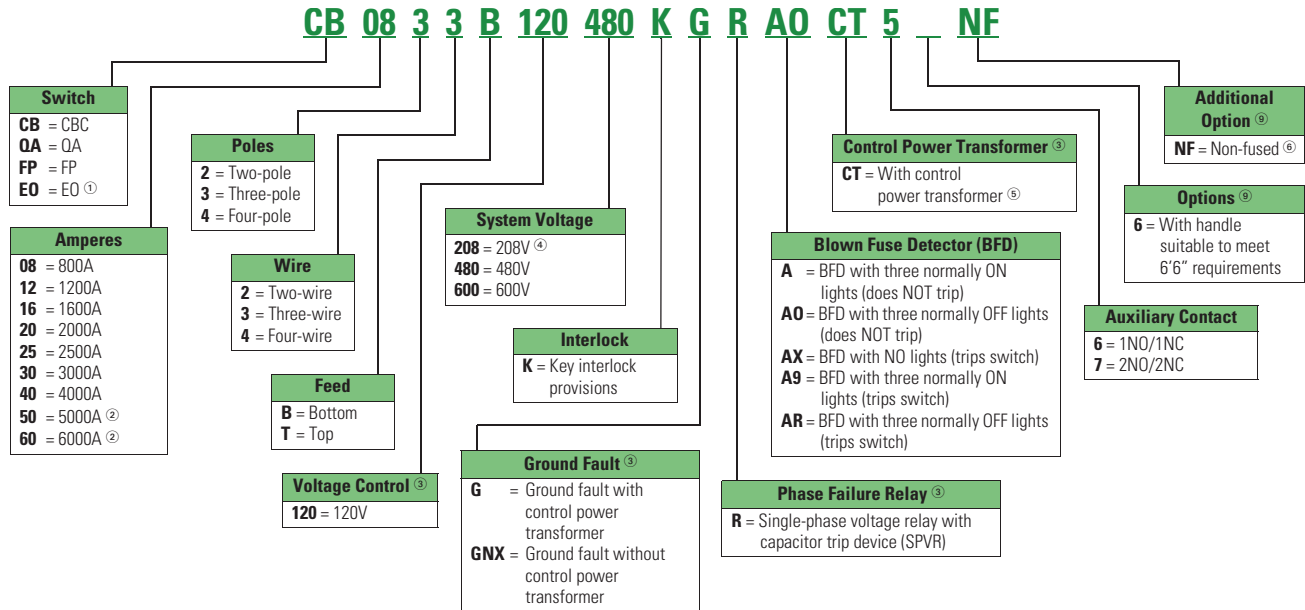 CB 08 3 3 B 120 480 K G R AO CT 5 _ NF
Switch
CB = CBC
QA = QA
FP = FP
EO = EO ①
Amperes
08 = 800A
12 = 1200A
16 = 1600A
20 = 2000A
25 = 2500A
30 = 3000A
40 = 4000A
50 = 5000A ②
60 = 6000A ②
Poles
2 = Two-pole
3 = Three-pole
4 = Four-pole
Wire
2 = Two-wire
3 = Three-wire
4 = Four-wire
Feed
B = Bottom
T = Top
Voltage Control ③
120 = 120V
System Voltage
208 = 208V ④
480 = 480V
600 = 600V
Interlock
K = Key interlock
provisions
Ground Fault ③
G = Ground fault with
control power
transformer
GNX = Ground fault without
control power
transformer
Phase Failure Relay ③
R = Single-phase voltage relay with
capacitor trip device (SPVR)
Blown Fuse Detector (BFD)
A = BFD with three normally ON
lights (does NOT trip)
AO = BFD with three normally OFF lights
(does NOT trip)
AX = BFD with NO lights (trips switch)
A9 = BFD with three normally ON
lights (trips switch)
AR = BFD with three normally OFF lights
(trips switch)
Control Power Transformer ③
CT = With control
power transformer ⑤
Auxiliary Contact
6 = 1NO/1NC
7 = 2NO/2NC
Options ⑨
6 = With handle
suitable to meet
6'6" requirements
Additional
Option ⑨
NF = Non-fused ⑥